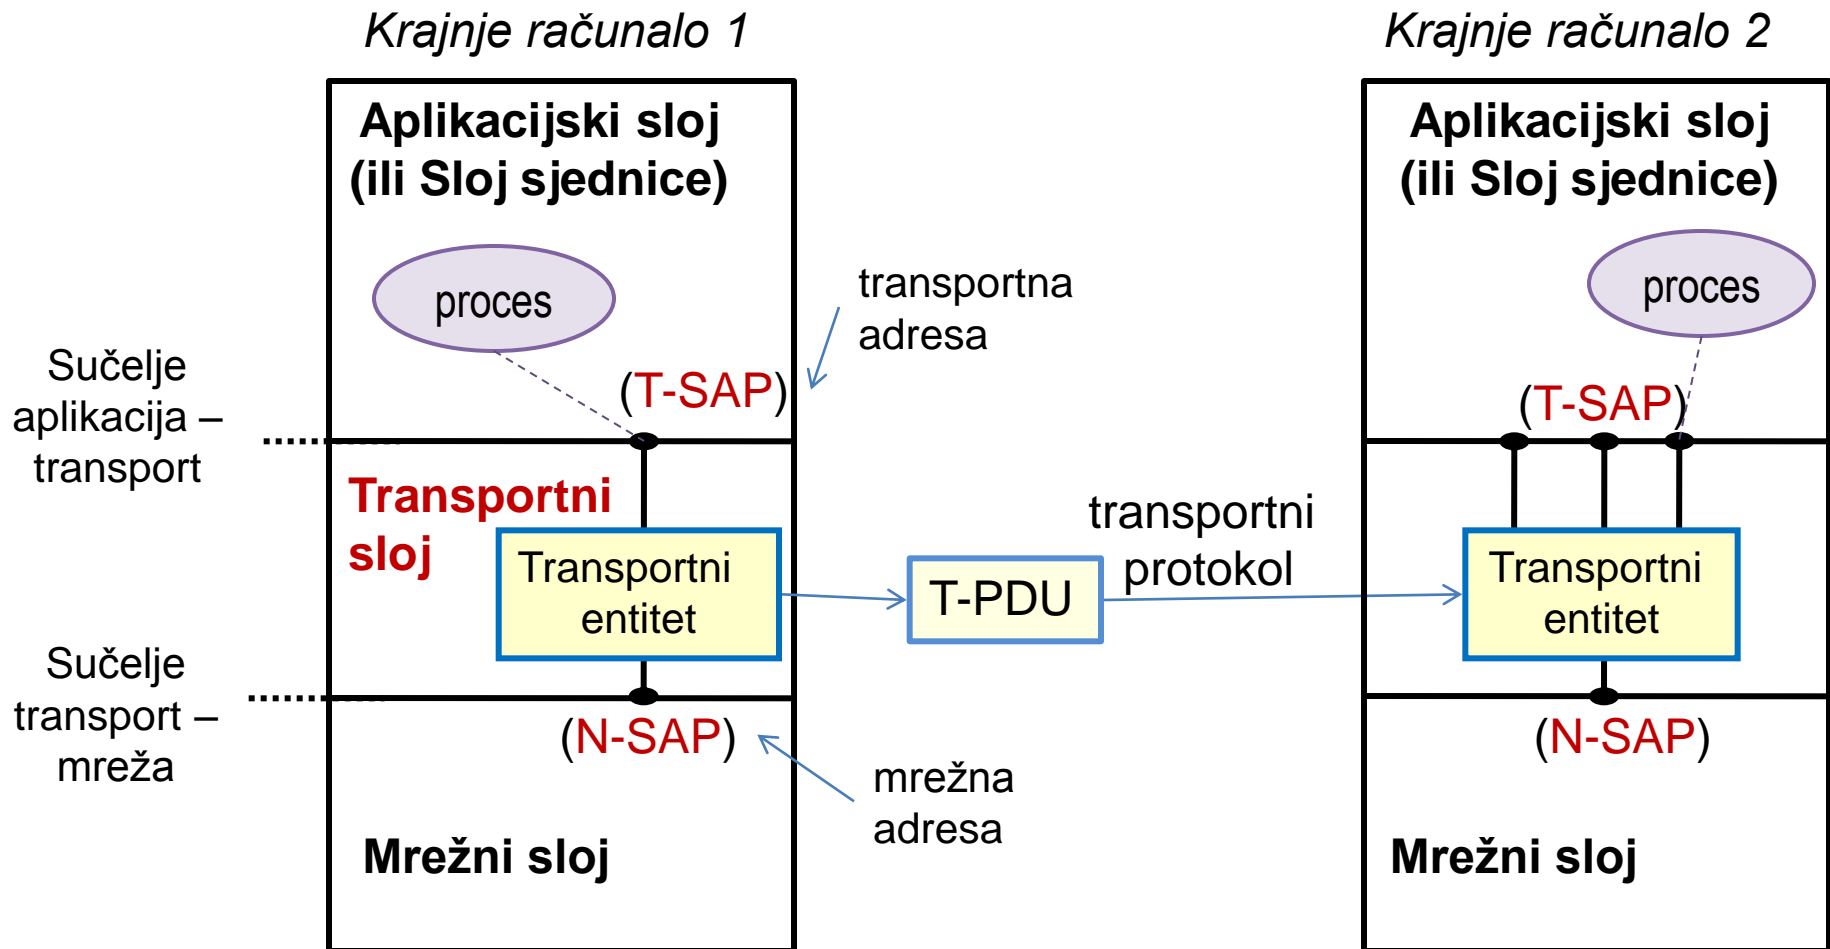 Krajnje računalo 1
Krajnje računalo 2
Aplikacijski sloj
(ili Sloj sjednice)
Aplikacijski sloj
(ili Sloj sjednice)
proces
transportna
adresa
proces
Sučelje
aplikacija –
transport
(T-SAP)
(T-SAP)
Transportni
sloj
Transportni
entitet
T-PDU
transportni
protokol
Transportni
entitet
Sučelje
transport –
mreža
(N-SAP)
(N-SAP)
mrežna
adresa
Mrežni sloj
Mrežni sloj